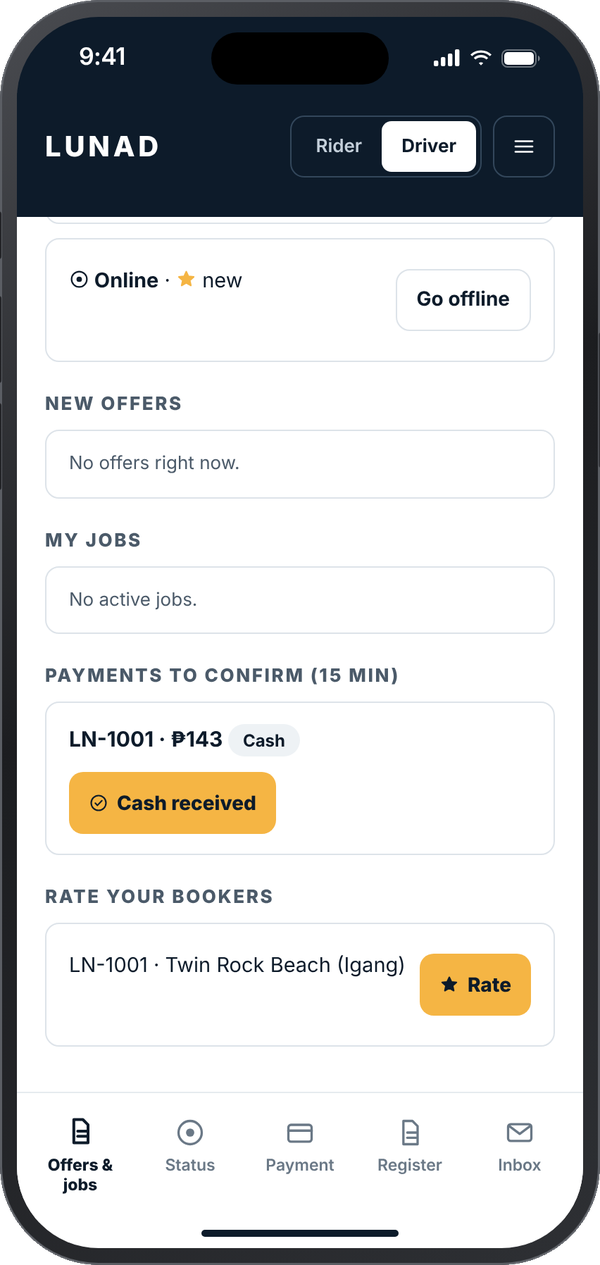 9:41
LUNAD
Rider
Driver
Online · new
Go offline
NEW OFFERS
No offers right now.
MY JOBS
No active jobs.
PAYMENTS TO CONFIRM (15 MIN)
LN-1001 · ₱143 Cash
Cash received
RATE YOUR BOOKERS
LN-1001 · Twin Rock Beach (Igang)
Rate
Offers &
jobs
Status
Payment
Register
Inbox